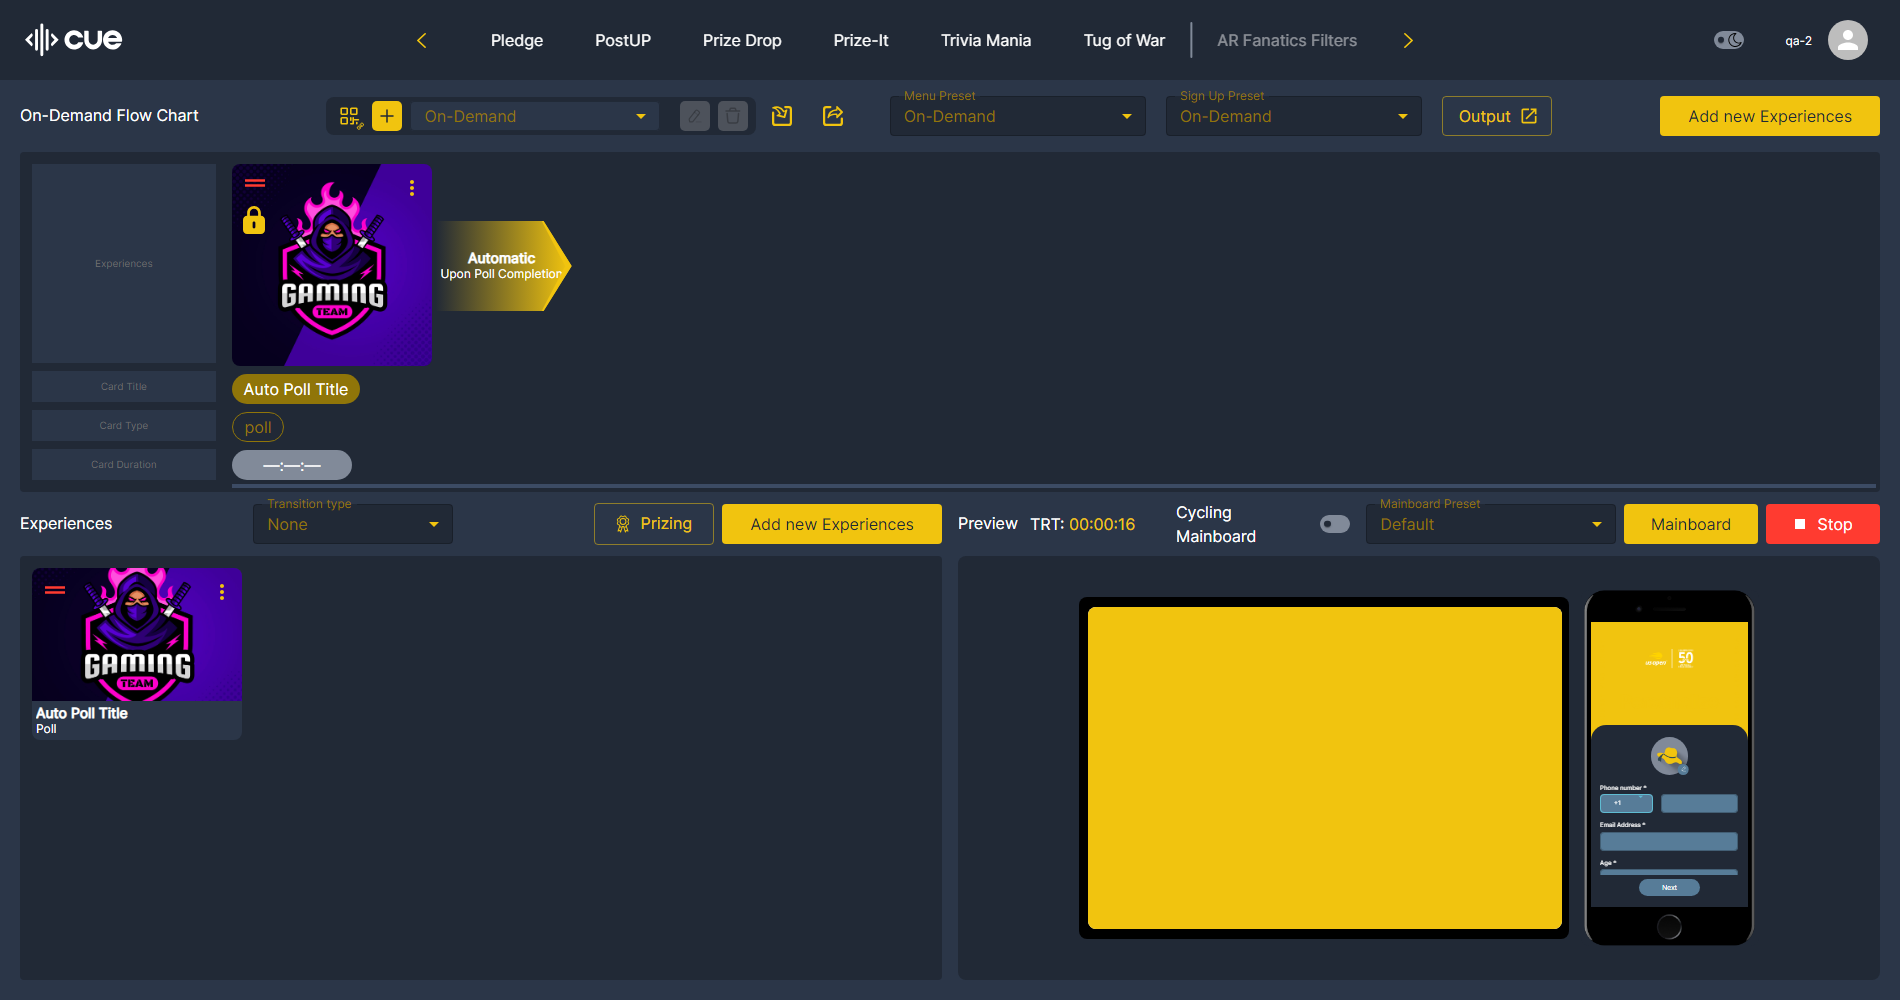 cue
Pledge
PostUP
Prize Drop
Prize-It
Trivia Mania
Tug of War
AR Fanatics Filters
qa-2
On-Demand Flow Chart
On-Demand
Menu Preset
On-Demand
Sign Up Preset
On-Demand
Output
Add new Experiences
Experiences
GAMING
TEAM
Automatic
Upon Poll Completion
Card Title
Auto Poll Title
Card Type
poll
Card Duration
—:—:—
Experiences
Transition type
None
Prizing
Add new Experiences
Preview
TRT: 00:00:16
Cycling
Mainboard
Mainboard Preset
Default
Mainboard
Stop
GAMING
TEAM
Auto Poll Title
Poll
50
Phone number *
+1
Email Address *
Age *
Next